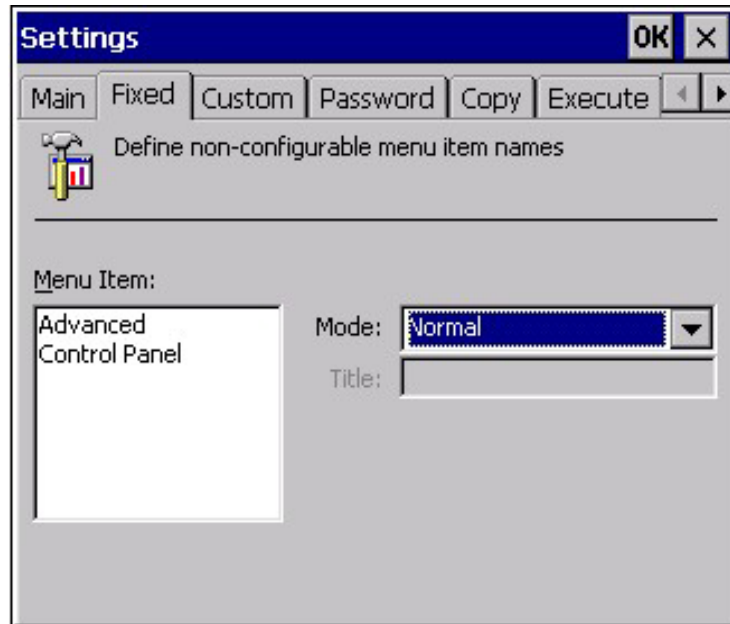 Settings OK ×
Main Fixed Custom Password Copy Execute
Define non-configurable menu item names
Menu Item:
Advanced
Control Panel
Mode: Normal
Title: